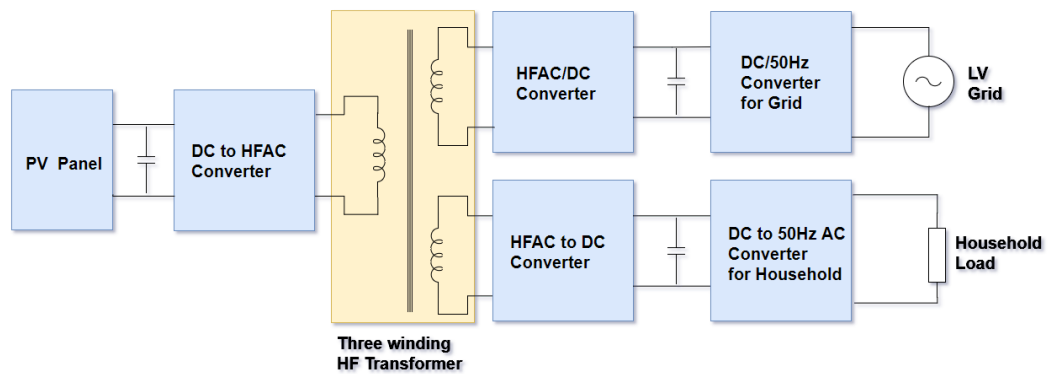 PV Panel
DC to HFAC
Converter
Three winding
HF Transformer
HFAC/DC
Converter
DC/50Hz
Converter
for Grid
LV
Grid
HFAC to DC
Converter
DC to 50Hz AC
Converter
for Household
Household
Load